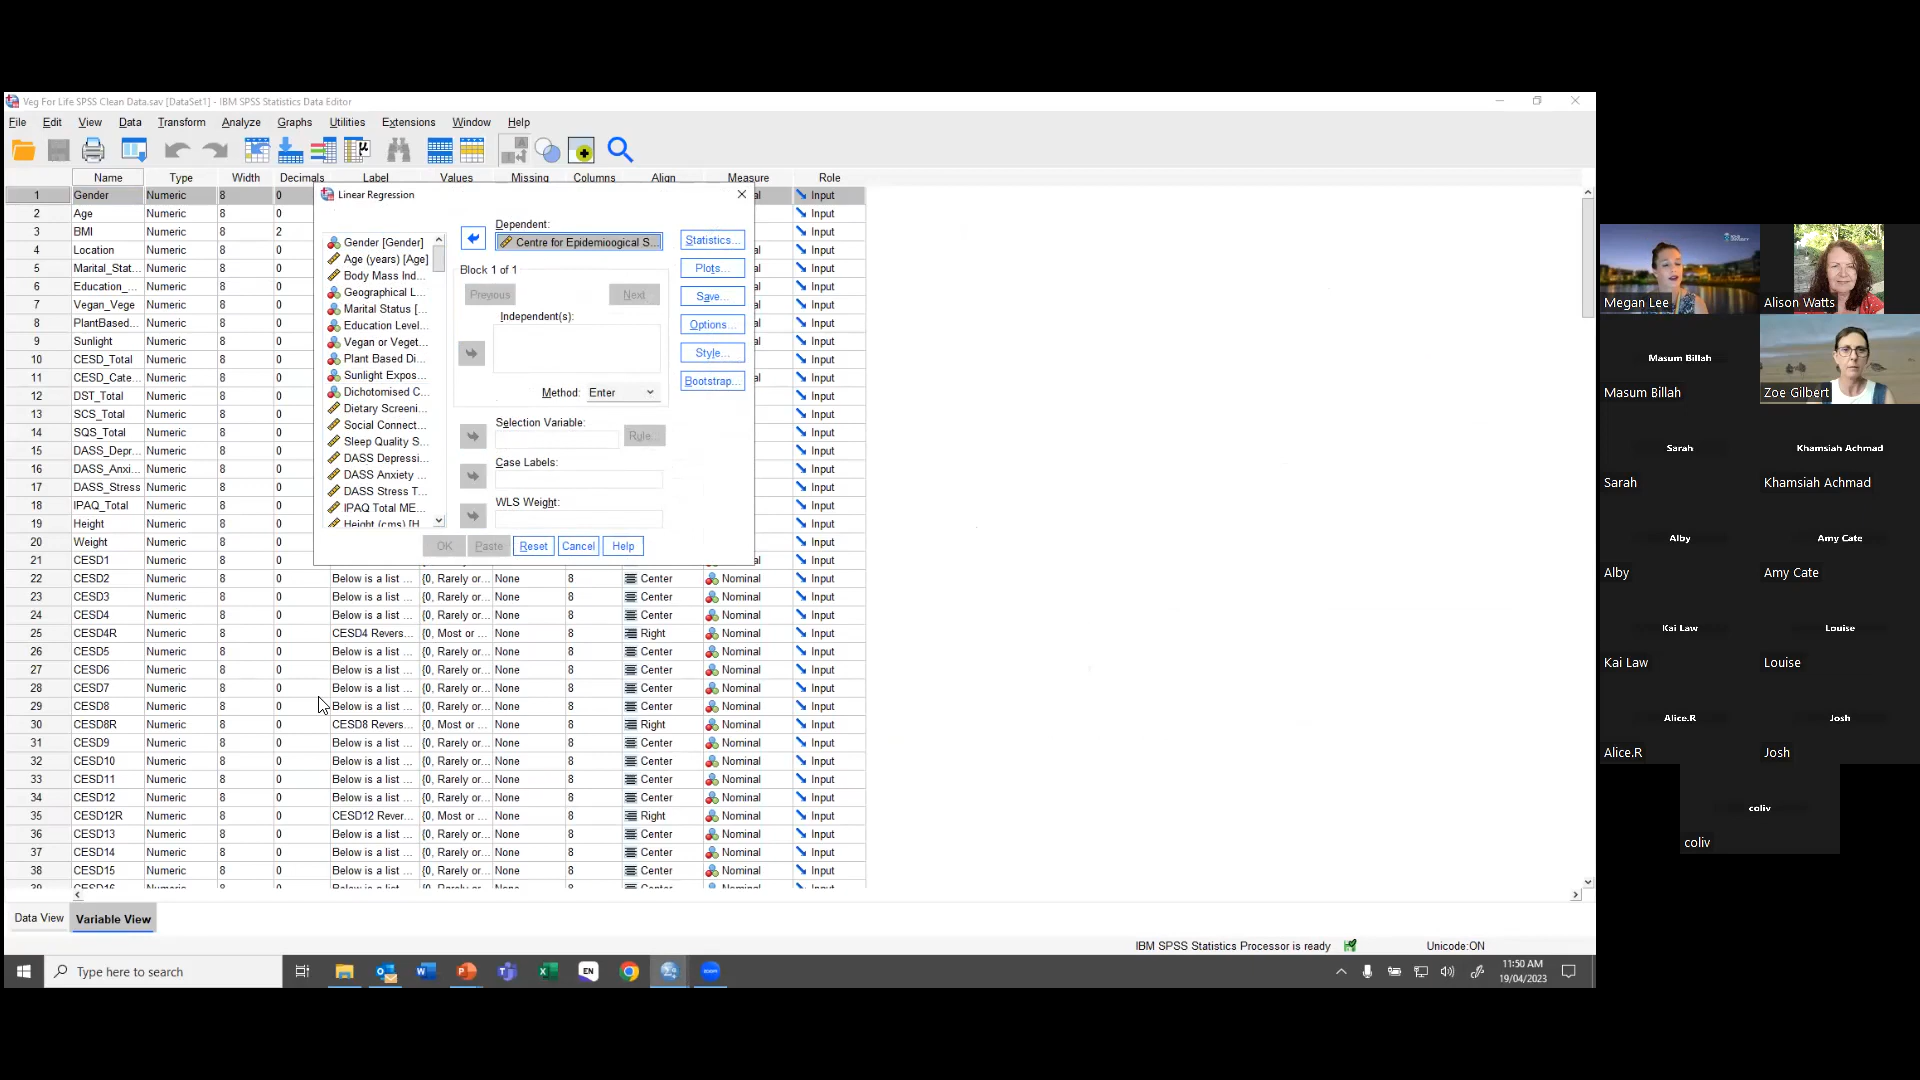 Veg For Life SPSS Clean Data.sav [DataSet1] - IBM SPSS Statistics Data Editor
File Edit View Data Transform Analyze Graphs Utilities Extensions Window Help
Name Type Width Decimals Label Values Missing Columns Align Measure Role
1 Gender Numeric 8 0 Input
2 Age Numeric 8 0 Input
3 BMI Numeric 8 2 Input
4 Location Numeric 8 0 Input
5 Marital_Stat... Numeric 8 0 Input
6 Education_... Numeric 8 0 Input
7 Vegan_Vege Numeric 8 0 Input
8 PlantBased... Numeric 8 0 Input
9 Sunlight Numeric 8 0 Input
10 CESD_Total Numeric 8 0 Input
11 CESD_Cate... Numeric 8 0 Input
12 DST_Total Numeric 8 0 Input
13 SCS_Total Numeric 8 0 Input
14 SQS_Total Numeric 8 0 Input
15 DASS_Depr... Numeric 8 0 Input
16 DASS_Anxi... Numeric 8 0 Input
17 DASS_Stress Numeric 8 0 Input
18 IPAQ_Total Numeric 8 0 Input
19 Height Numeric 8 0 Input
20 Weight Numeric 8 0 Input
21 CESD1 Numeric 8 0 Input
22 CESD2 Numeric 8 0 Below is a list ... {0, Rarely or... None 8 Center Nominal Input
23 CESD3 Numeric 8 0 Below is a list ... {0, Rarely or... None 8 Center Nominal Input
24 CESD4 Numeric 8 0 Below is a list ... {0, Rarely or... None 8 Center Nominal Input
25 CESD4R Numeric 8 0 CESD4 Revers... {0, Most or ... None 8 Right Nominal Input
26 CESD5 Numeric 8 0 Below is a list ... {0, Rarely or... None 8 Center Nominal Input
27 CESD6 Numeric 8 0 Below is a list ... {0, Rarely or... None 8 Center Nominal Input
28 CESD7 Numeric 8 0 Below is a list ... {0, Rarely or... None 8 Center Nominal Input
29 CESD8 Numeric 8 0 Below is a list ... {0, Rarely or... None 8 Center Nominal Input
30 CESD8R Numeric 8 0 CESD8 Revers... {0, Most or ... None 8 Right Nominal Input
31 CESD9 Numeric 8 0 Below is a list ... {0, Rarely or... None 8 Center Nominal Input
32 CESD10 Numeric 8 0 Below is a list ... {0, Rarely or... None 8 Center Nominal Input
33 CESD11 Numeric 8 0 Below is a list ... {0, Rarely or... None 8 Center Nominal Input
34 CESD12 Numeric 8 0 Below is a list ... {0, Rarely or... None 8 Center Nominal Input
35 CESD12R Numeric 8 0 CESD12 Rever... {0, Most or ... None 8 Right Nominal Input
36 CESD13 Numeric 8 0 Below is a list ... {0, Rarely or... None 8 Center Nominal Input
37 CESD14 Numeric 8 0 Below is a list ... {0, Rarely or... None 8 Center Nominal Input
38 CESD15 Numeric 8 0 Below is a list ... {0, Rarely or... None 8 Center Nominal Input
Linear Regression
Gender [Gender]
Age (years) [Age]
Body Mass Ind...
Geographical L...
Marital Status [...
Education Level...
Vegan or Veget...
Plant Based Di...
Sunlight Expos...
Dichotomised C...
Dietary Screeni...
Social Connect...
Sleep Quality S...
DASS Depressi...
DASS Anxiety ...
DASS Stress T...
IPAQ Total ME...
Height (cms) [H...
Dependent:
Centre for Epidemioogical S...
Block 1 of 1
Previous Next
Independent(s):
Method: Enter
Selection Variable:
Rule...
Case Labels:
WLS Weight:
Statistics...
Plots...
Save...
Options...
Style...
Bootstrap...
OK Paste Reset Cancel Help
Data View Variable View
IBM SPSS Statistics Processor is ready Unicode:ON
Type here to search
EN
zoom
11:50 AM
19/04/2023
Megan Lee
Alison Watts
Masum Billah
Masum Billah
Zoe Gilbert
Sarah
Sarah
Khamsiah Achmad
Khamsiah Achmad
Alby
Alby
Amy Cate
Amy Cate
Kai Law
Kai Law
Louise
Louise
Alice.R
Alice.R
Josh
Josh
coliv
coliv